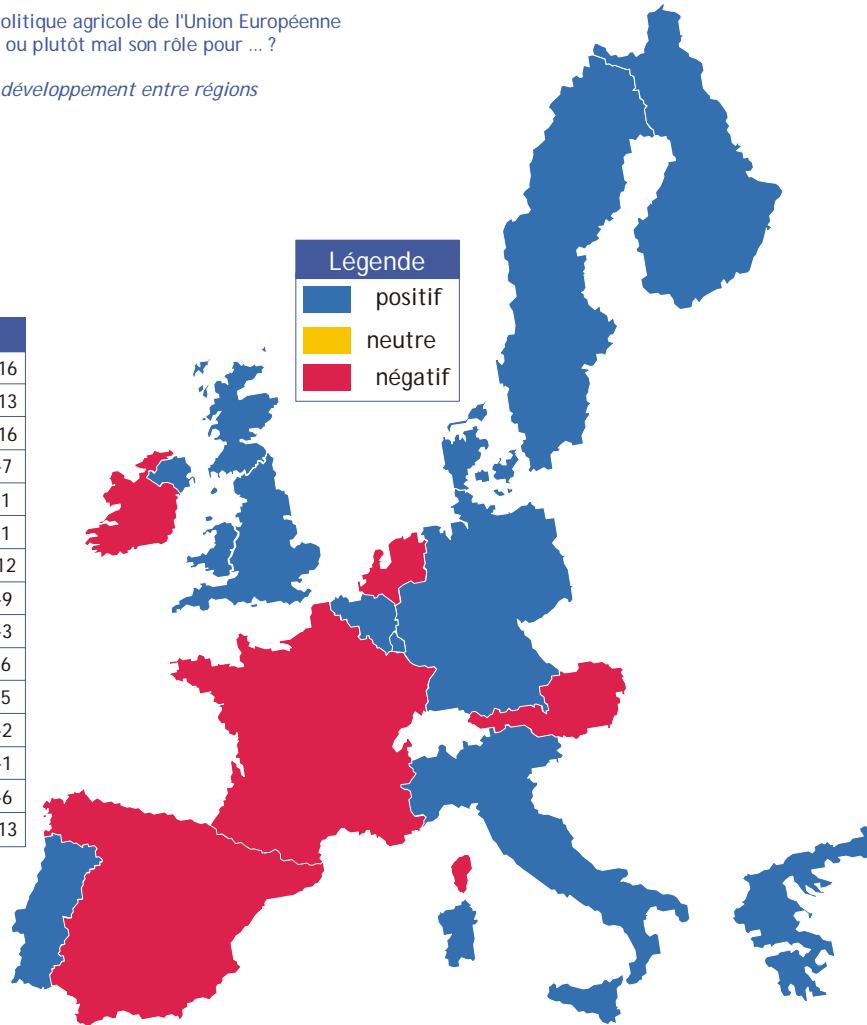 olitique agricole de l'Union Européenne
ou plutôt mal son rôle pour ... ?
développement entre régions
Légende
positif
neutre
négatif
16
13
16
-7
1
1
12
-9
-3
6
5
-2
-1
-6
13